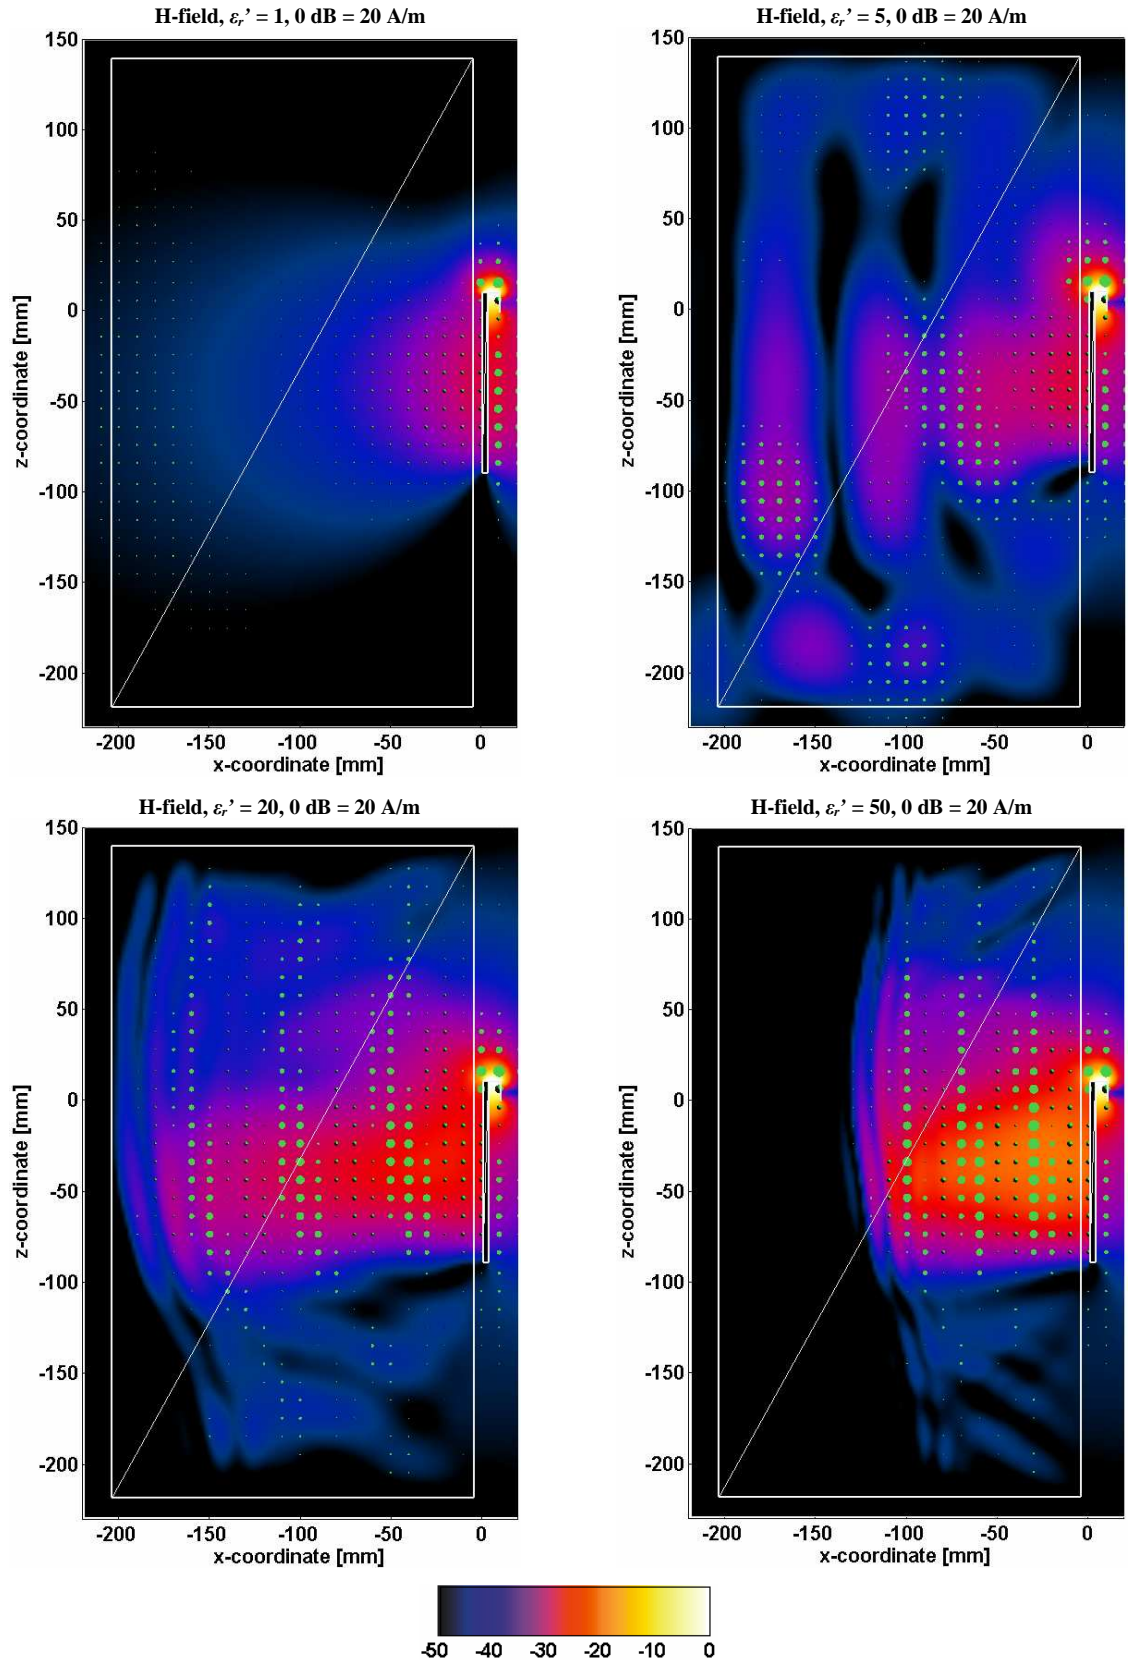 H-field, εr’ = 1, 0 dB = 20 A/m
H-field, εr’ = 5, 0 dB = 20 A/m
150
100
50
0
-50
-100
-150
-200
z-coordinate [mm]
-200 -150 -100 -50 0
x-coordinate [mm]
150
100
50
0
-50
-100
-150
-200
z-coordinate [mm]
-200 -150 -100 -50 0
x-coordinate [mm]
H-field, εr’ = 20, 0 dB = 20 A/m
H-field, εr’ = 50, 0 dB = 20 A/m
150
100
50
0
-50
-100
-150
-200
z-coordinate [mm]
-200 -150 -100 -50 0
x-coordinate [mm]
150
100
50
0
-50
-100
-150
-200
z-coordinate [mm]
-200 -150 -100 -50 0
x-coordinate [mm]
-50 -40 -30 -20 -10 0